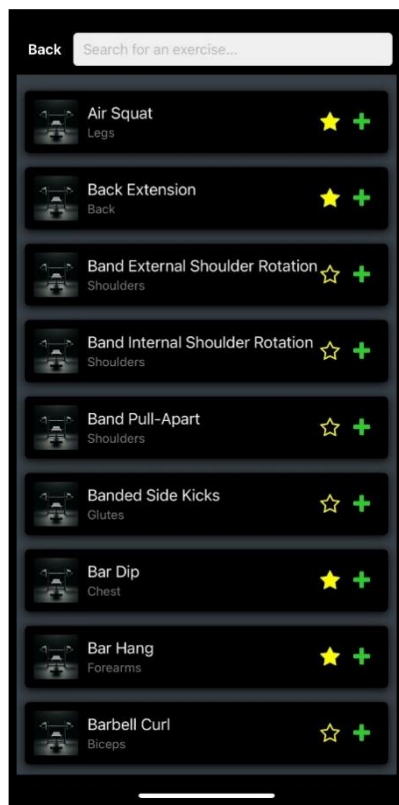 Back
Search for an exercise...
Air Squat
Legs
Back Extension
Back
Band External Shoulder Rotation
Shoulders
Band Internal Shoulder Rotation
Shoulders
Band Pull-Apart
Shoulders
Banded Side Kicks
Glutes
Bar Dip
Chest
Bar Hang
Forearms
Barbell Curl
Biceps